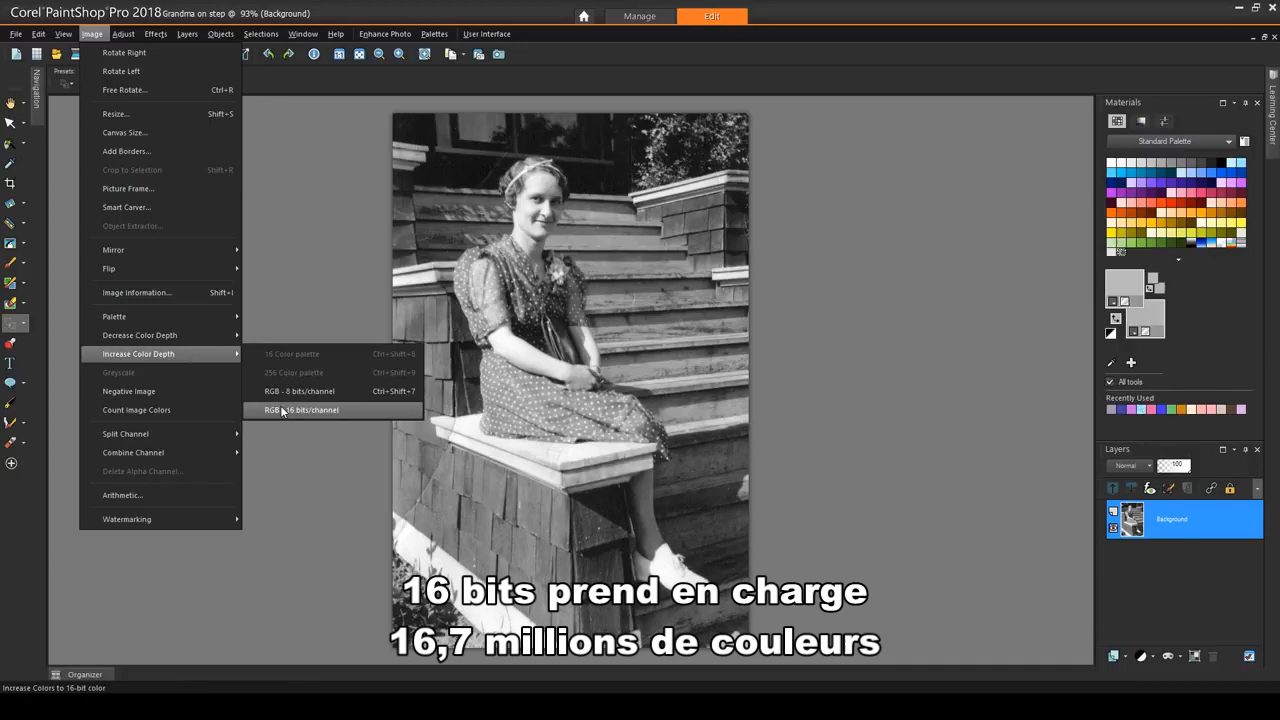 Corel PaintShop Pro 2018 Grandma on step @ 93% (Background)
Manage
Edit
File Edit View Image Adjust Effects Layers Objects Selections Window Help Enhance Photo Palettes User Interface
Presets:
Navigation
Rotate Right
Rotate Left
Free Rotate... Ctrl+R
Resize... Shift+S
Canvas Size...
Add Borders...
Crop to Selection Shift+R
Picture Frame...
Smart Carver...
Object Extractor...
Mirror
Flip
Image Information... Shift+I
Palette
Decrease Color Depth
Increase Color Depth
Greyscale
Negative Image
Count Image Colors
Split Channel
Combine Channel
Delete Alpha Channel...
Arithmetic...
Watermarking
16 Color palette Ctrl+Shift+8
256 Color palette Ctrl+Shift+9
RGB - 8 bits/channel Ctrl+Shift+7
RGB - 16 bits/channel
Materials
Learning Center
Standard Palette
All tools
Recently Used
Layers
Normal
100
Background
16 bits prend en charge
16,7 millions de couleurs
Organizer
Increase Colors to 16-bit color